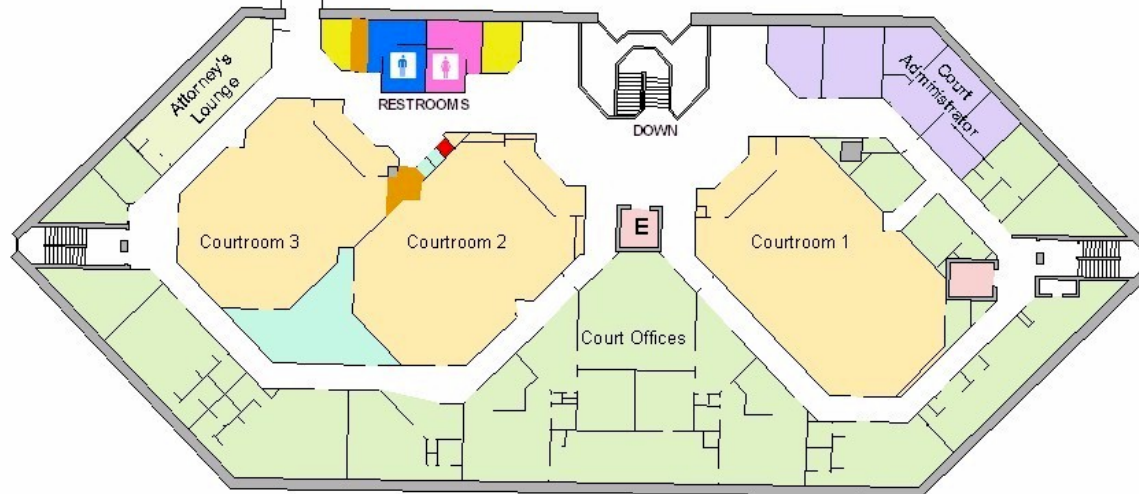 Attorney's
Lounge
RESTROOMS
DOWN
Court
Administrator
Courtroom 3
Courtroom 2
E
Courtroom 1
Court Offices